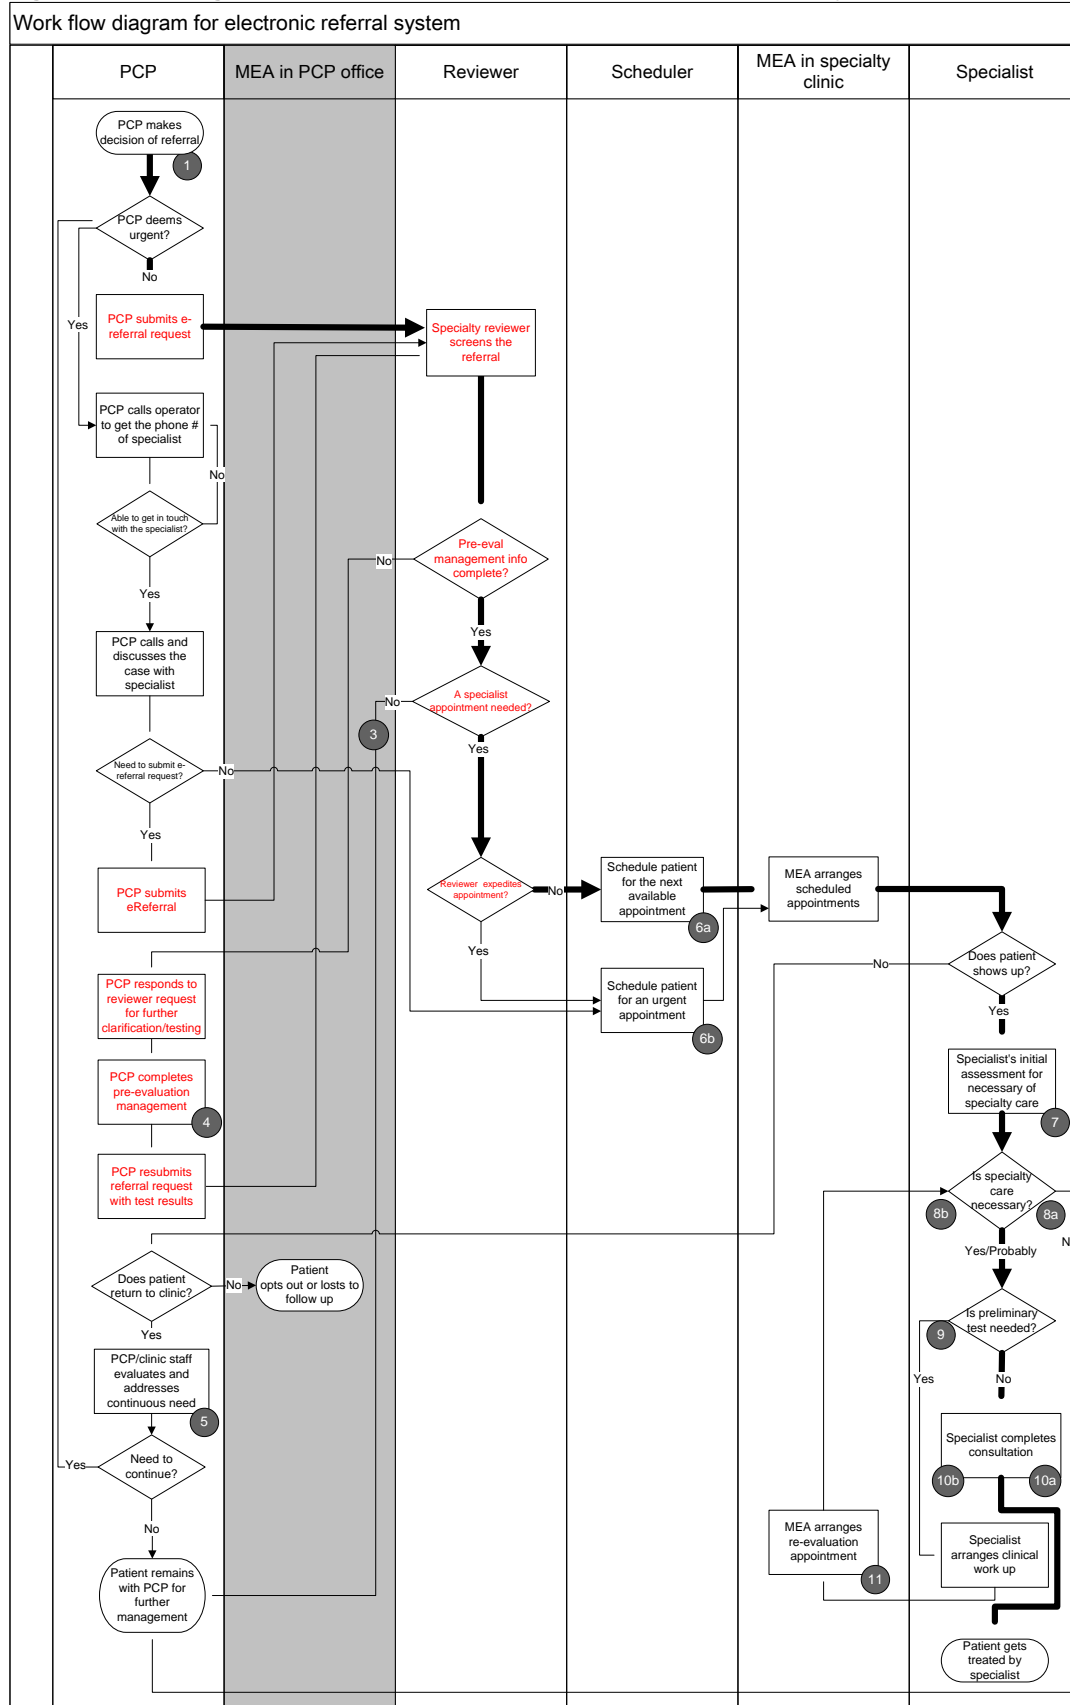 Work flow diagram for electronic referral system
PCP
MEA in PCP office
Reviewer
Scheduler
MEA in specialty
clinic
Specialist
PCP makes
decision of referral
1
PCP deems
urgent?
No
Yes
PCP submits e-
referral request
Specialty reviewer
screens the
referral
PCP calls operator
to get the phone #
of specialist
No
Able to get in touch
with the specialist?
Pre-eval
management info
complete?
No
Yes
Yes
PCP calls and
discusses the
case with
specialist
A specialist
appointment needed?
No
3
Yes
Need to submit e-
referral request?
No
Yes
PCP submits
eReferral
Reviewer expedites
appointment?
No
Yes
Schedule patient
for the next
available
appointment
6a
MEA arranges
scheduled
appointments
Does patient
shows up?
No
Yes
Schedule patient
for an urgent
appointment
6b
PCP responds to
reviewer request
for further
clarification/testing
PCP completes
pre-evaluation
management
4
PCP resubmits
referral request
with test results
Specialist's initial
assessment for
necessary of
specialty care
7
Is specialty
care
necessary?
8b
8a
N
Yes/Probably
Does patient
return to clinic?
No
Patient
opts out or losts to
follow up
Yes
Is preliminary
test needed?
9
Yes
No
PCP/clinic staff
evaluates and
addresses
continuous need
5
Need to
continue?
Yes
No
Specialist completes
consultation
10b
10a
MEA arranges
re-evaluation
appointment
11
Specialist
arranges clinical
work up
Patient remains
with PCP for
further
management
Patient gets
treated by
specialist